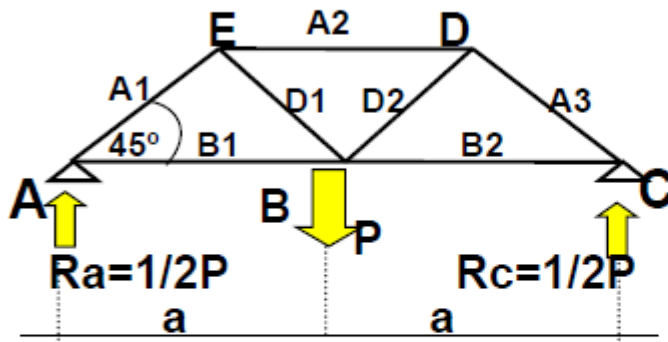 E A2 D
A1 D1 D2 A3
45º B1 B2
A B P C
Ra=1/2P Rc=1/2P
a a